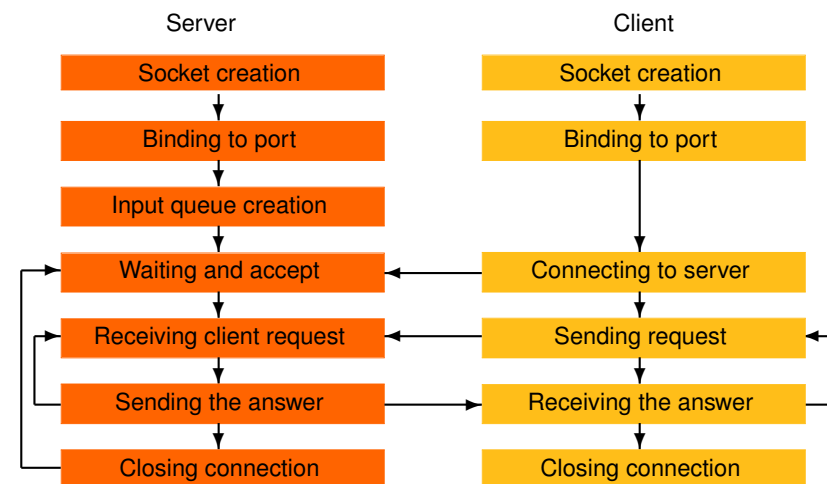 Server
Client
Socket creation
Socket creation
Binding to port
Binding to port
Input queue creation
Waiting and accept
Connecting to server
Receiving client request
Sending request
Sending the answer
Receiving the answer
Closing connection
Closing connection